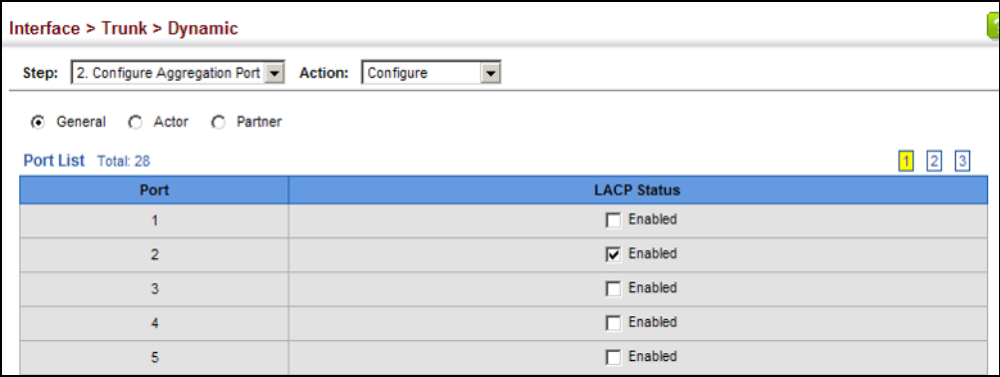 Interface > Trunk > Dynamic
?
Step: 2. Configure Aggregation Port Action: Configure
General Actor Partner
Port List Total: 28 1 2 3
Port LACP Status
1 Enabled
2 Enabled
3 Enabled
4 Enabled
5 Enabled